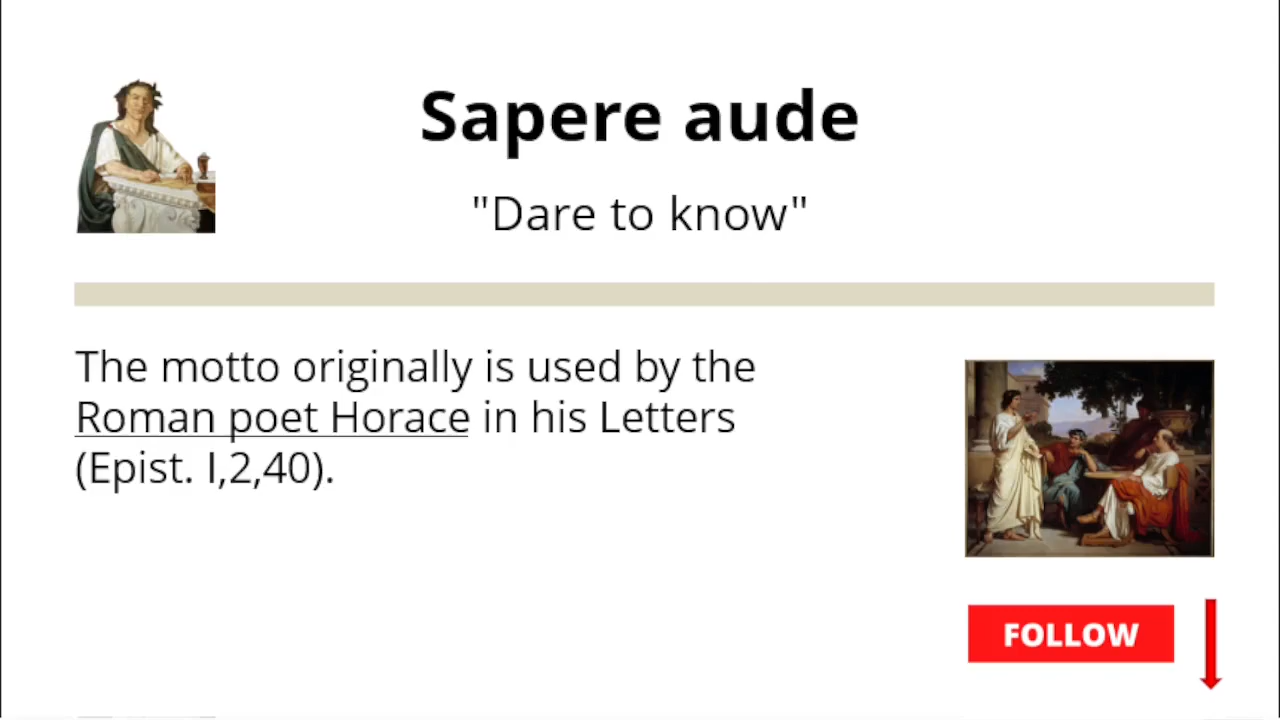 Sapere aude
"Dare to know"
The motto originally is used by the
Roman poet Horace in his Letters
(Epist. I,2,40).
FOLLOW